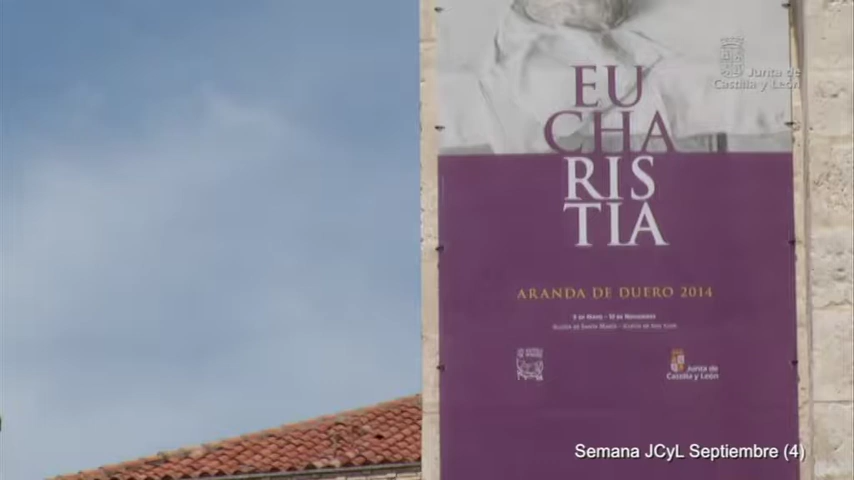 Junta de
Castilla y León
EU
CHA
RIS
TIA
ARANDA DE DUERO 2014
Junta de
Castilla y León
Semana JCyL Septiembre (4)